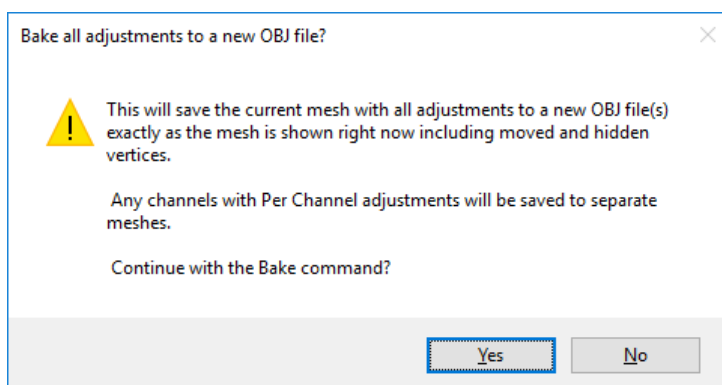 Bake all adjustments to a new OBJ file?
This will save the current mesh with all adjustments to a new OBJ file(s)
exactly as the mesh is shown right now including moved and hidden
vertices.
Any channels with Per Channel adjustments will be saved to separate
meshes.
Continue with the Bake command?
Yes
No